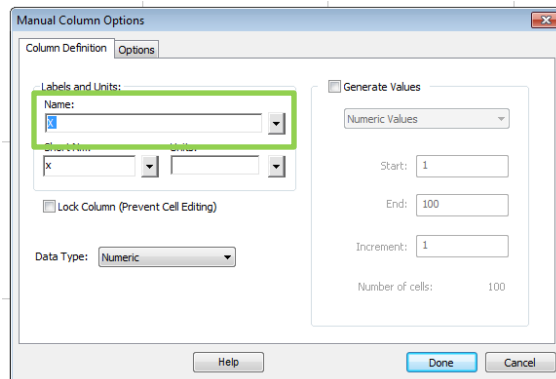 Manual Column Options
Column Definition
Options
Labels and Units:
Name:
X
Units:
x
Lock Column (Prevent Cell Editing)
Data Type: Numeric
Generate Values
Numeric Values
Start: 1
End: 100
Increment: 1
Number of cells: 100
Help
Done
Cancel